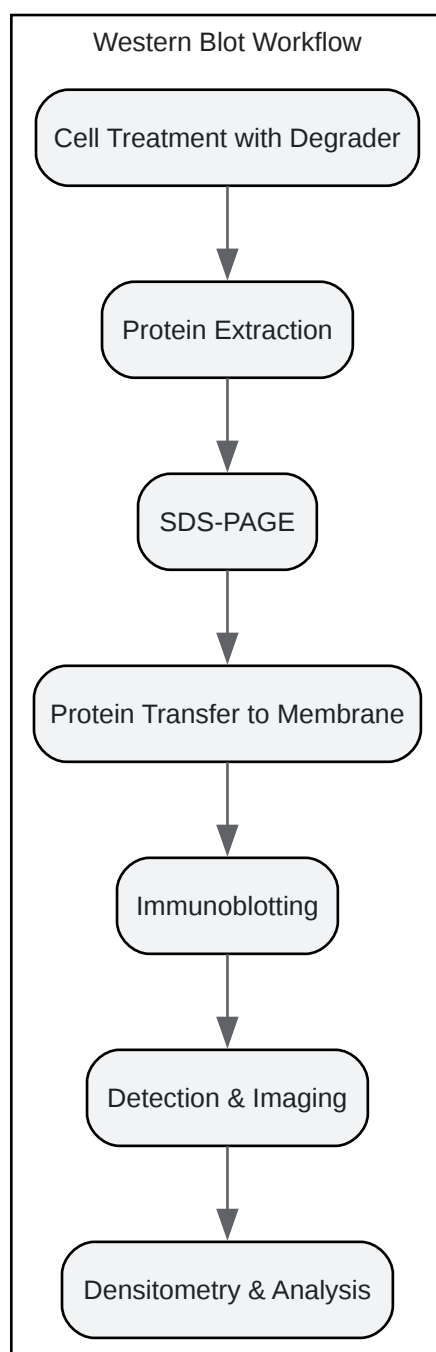 Western Blot Workflow
Cell Treatment with Degrader
Protein Extraction
SDS-PAGE
Protein Transfer to Membrane
Immunoblotting
Detection & Imaging
Densitometry & Analysis